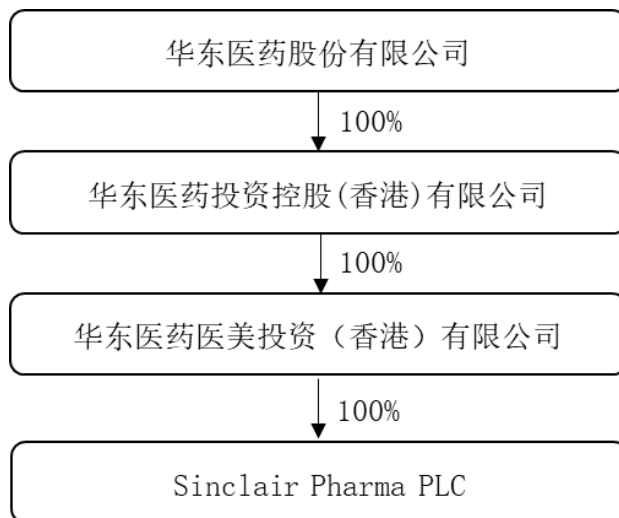 华东医药股份有限公司
100%
华东医药投资控股(香港)有限公司
100%
华东医药医美投资（香港）有限公司
100%
Sinclair Pharma PLC